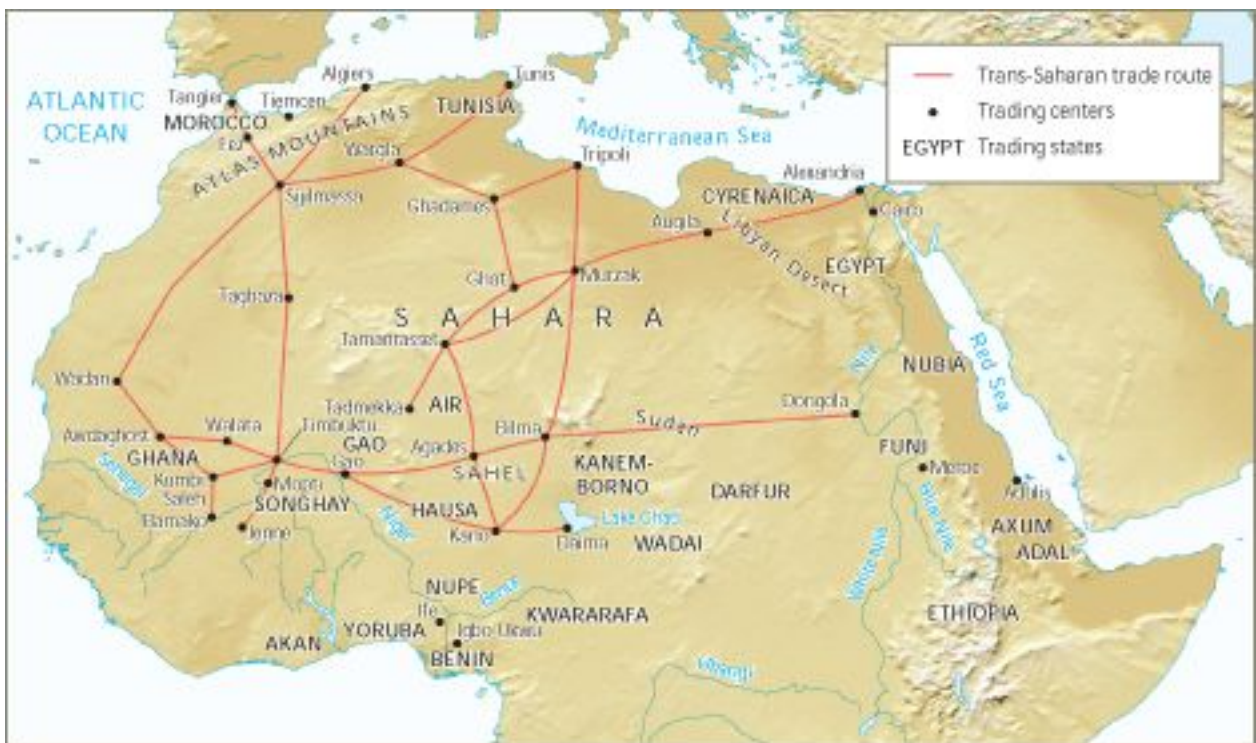 Trans-Saharan trade route
Trading centers
EGYPT Trading states
ATLANTIC
OCEAN
Mediterranean Sea
Red Sea
Algiers
Tunis
Tangier
Tlemcen
TUNISIA
MOROCCO
Fez
ATLAS MOUNTAINS
Wargla
Tripoli
Alexandria
Sijilmassa
Ghadames
CYRENAICA
Augila
Cairo
Libyan Desert
EGYPT
Ghat
Murzak
Taghaza
SAHARA
Tamanrasset
NUBIA
Nile
Wadan
Tadmekka
AIR
Dongola
Sudan
Awdaghost
Walata
Timbuktu
GAO
Gao
Agades
Bilma
GHANA
SAHEL
KANEM-
BORNO
FUNJ
Senegal
Kumbi
Saleh
Mopti
SONGHAY
DARFUR
Meroe
Adulis
Bamako
Jenne
Niger
HAUSA
Kano
Lake Chad
Daima
WADAI
Blue Nile
White Nile
AXUM
ADAL
NUPE
Benue
Ife
KWARARAFA
ETHIOPIA
AKAN
YORUBA
Igbo Ukwu
BENIN
Ubangi